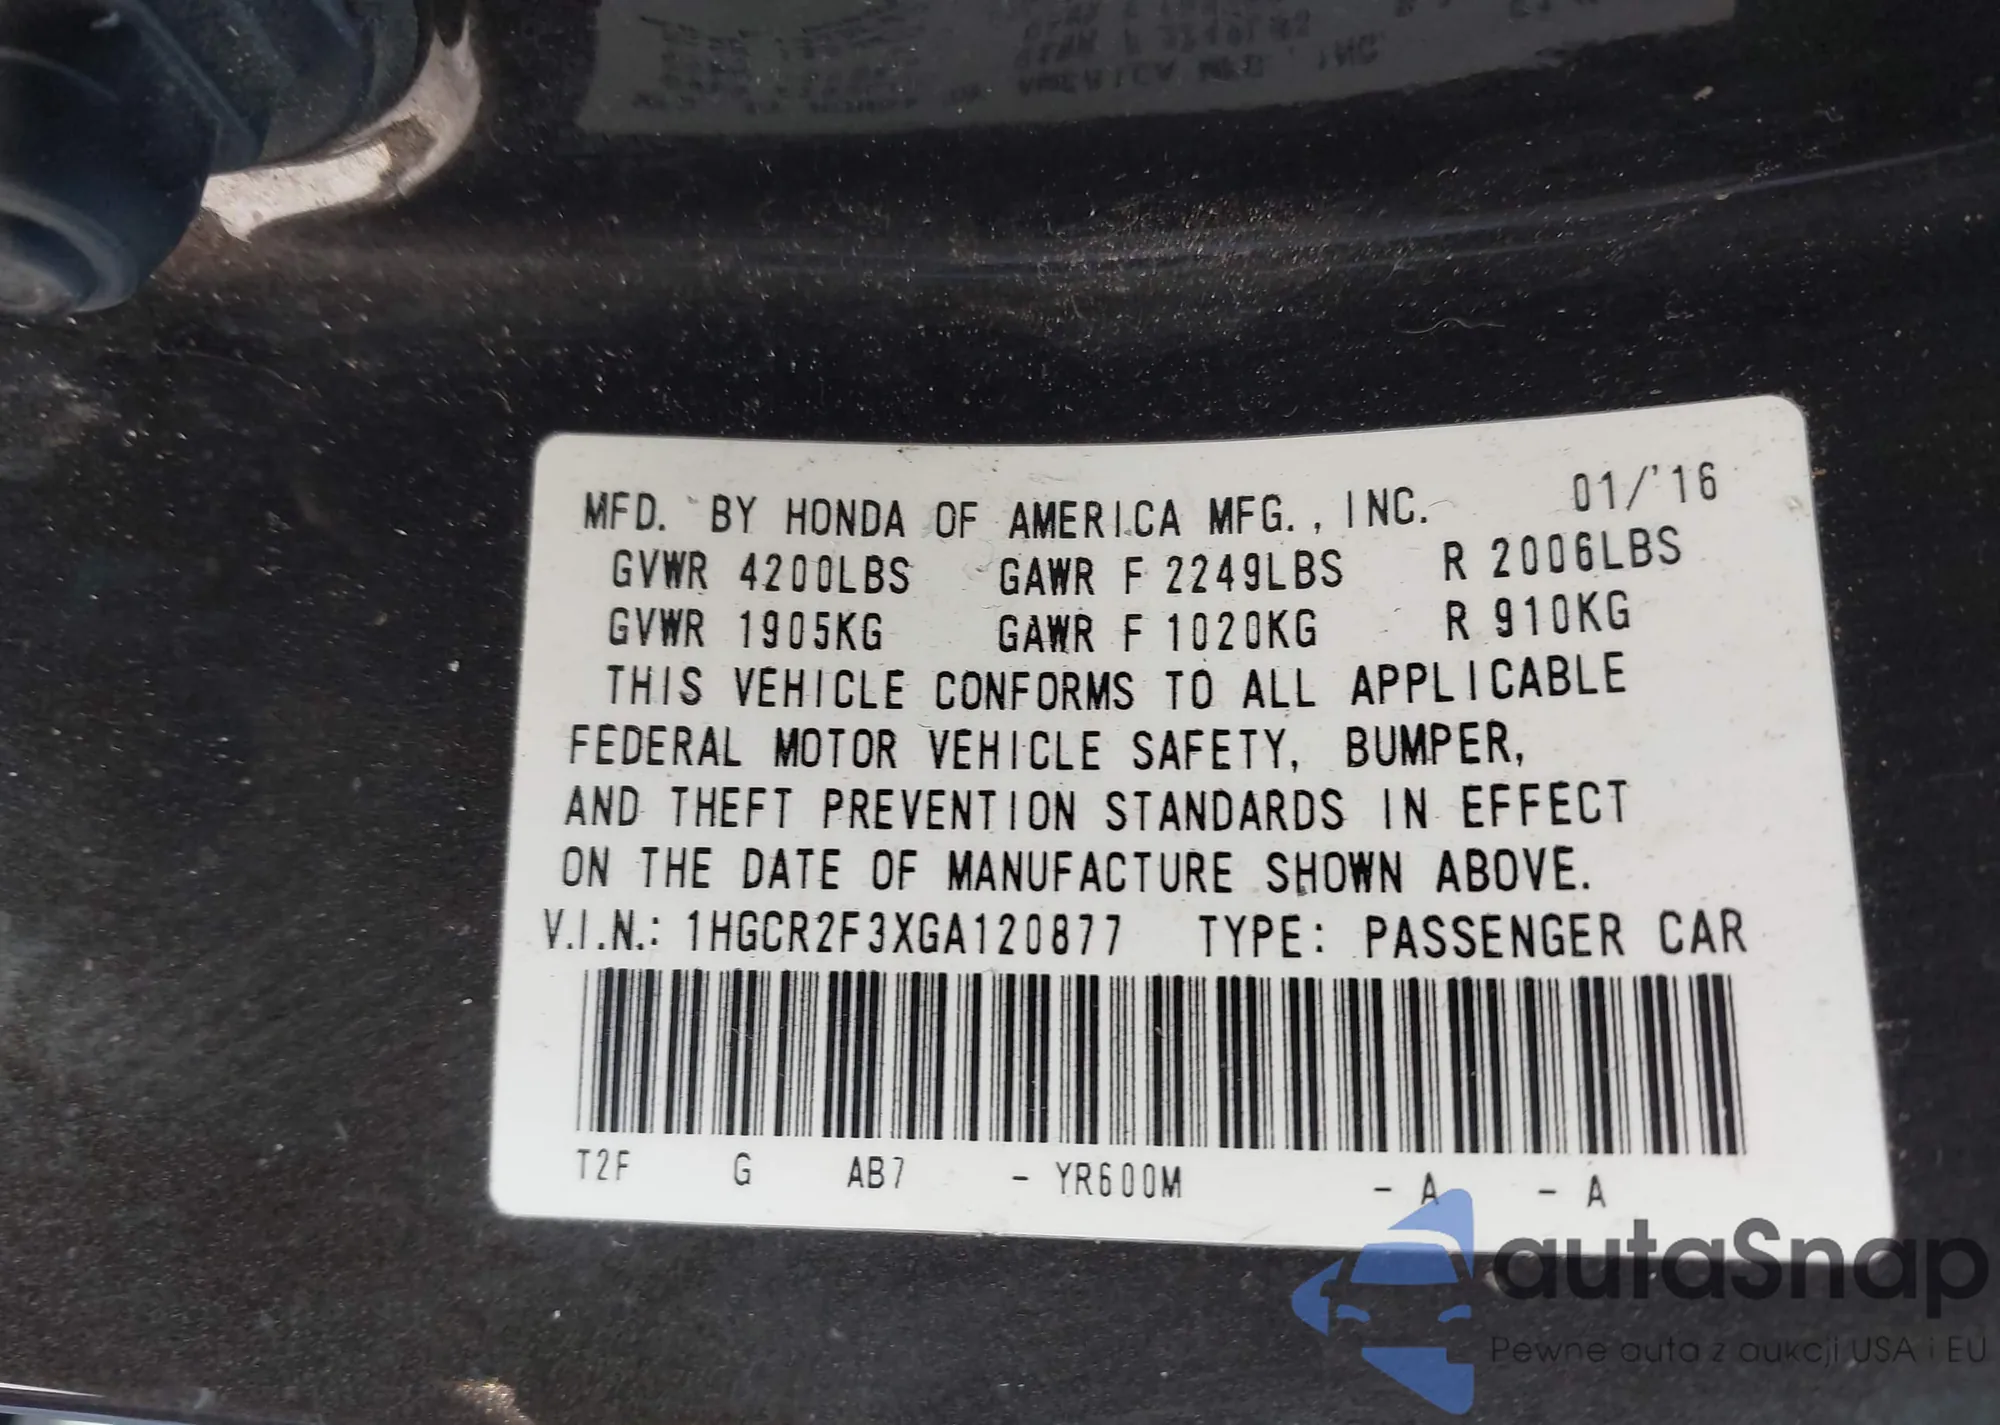 MFD. BY HONDA OF AMERICA MFG., INC. 01/'16
GVWR 4200LBS GAWR F 2249LBS R 2006LBS
GVWR 1905KG GAWR F 1020KG R 910KG
THIS VEHICLE CONFORMS TO ALL APPLICABLE
FEDERAL MOTOR VEHICLE SAFETY, BUMPER,
AND THEFT PREVENTION STANDARDS IN EFFECT
ON THE DATE OF MANUFACTURE SHOWN ABOVE.
V.I.N.: 1HGCR2F3XGA120877 TYPE: PASSENGER CAR
T2F G AB7 - YR600M - A - A
autaSnap
Pewne auta z aukcji USA i EU